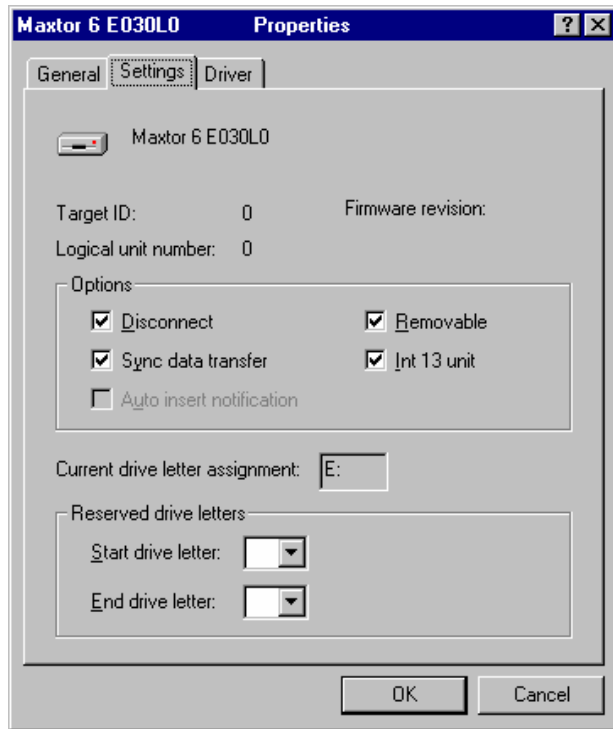 Maxtor 6 E030L0 Properties
General Settings Driver
Maxtor 6 E030L0
Target ID: 0 Firmware revision:
Logical unit number: 0
Options
Disconnect Removable
Sync data transfer Int 13 unit
Auto insert notification
Current drive letter assignment: E:
Reserved drive letters
Start drive letter:
End drive letter:
OK Cancel